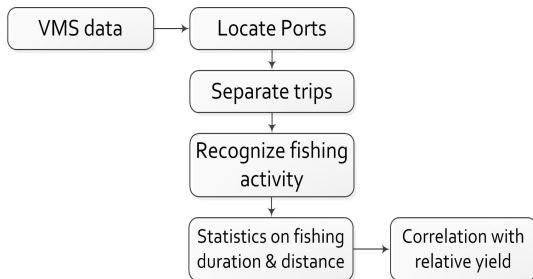 VMS data
Locate Ports
Separate trips
Recognize fishing
activity
Statistics on fishing
duration & distance
Correlation with
relative yield